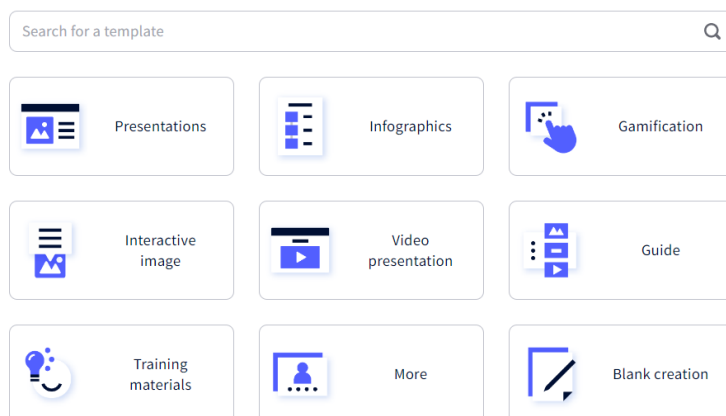 Search for a template
Presentations
Infographics
Gamification
Interactive
image
Video
presentation
Guide
Training
materials
More
Blank creation